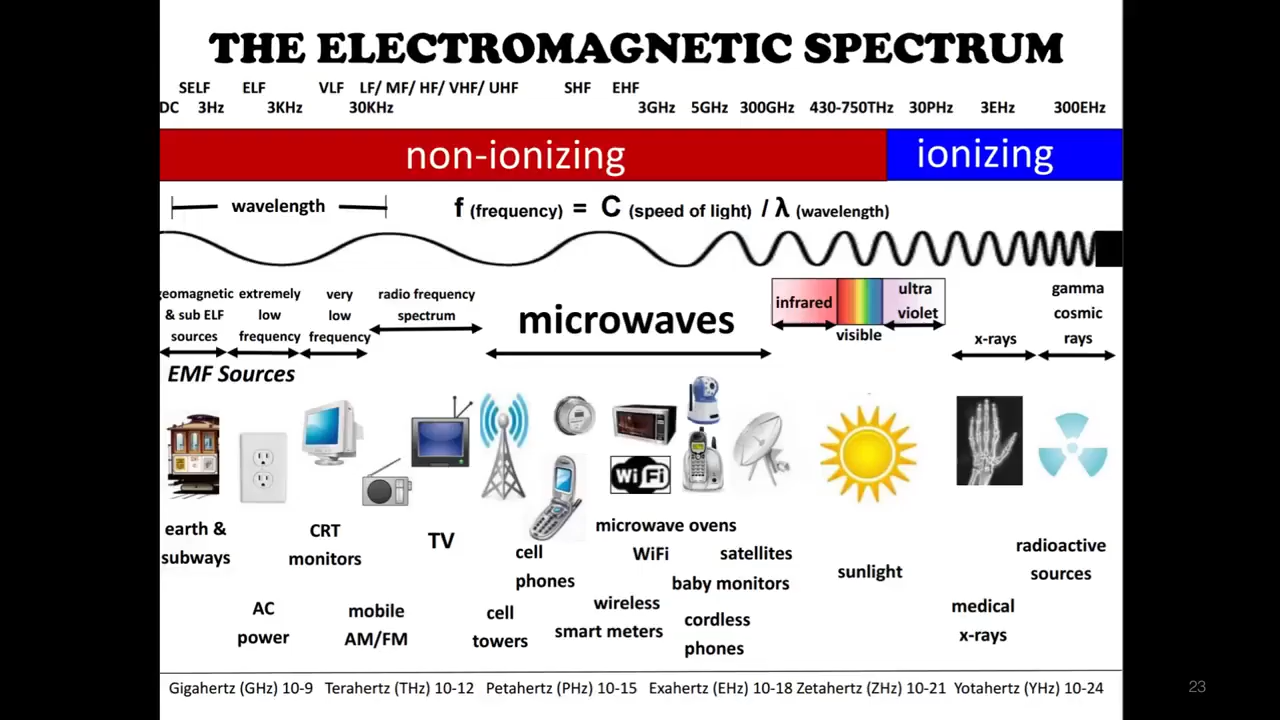 THE ELECTROMAGNETIC SPECTRUM
SELF ELF VLF LF/ MF/ HF/ VHF/ UHF SHF EHF
DC 3Hz 3KHz 30KHz 3GHz 5GHz 300GHz 430-750THz 30PHz 3EHz 300EHz
non-ionizing ionizing
wavelength f (frequency) = C (speed of light) / λ (wavelength)
geomagnetic
& sub ELF
sources
extremely
low
frequency
very
low
frequency
radio frequency
spectrum
microwaves
infrared
visible
ultra
violet
x-rays
gamma
cosmic
rays
EMF Sources
WiFi
earth &
subways
AC
power
CRT
monitors
mobile
AM/FM
TV
cell
phones
cell
towers
microwave ovens
WiFi
satellites
baby monitors
wireless
smart meters
cordless
phones
sunlight
medical
x-rays
radioactive
sources
Gigahertz (GHz) 10-9 Terahertz (THz) 10-12 Petahertz (PHz) 10-15 Exahertz (EHz) 10-18 Zetahertz (ZHz) 10-21 Yotahertz (YHz) 10-24
23